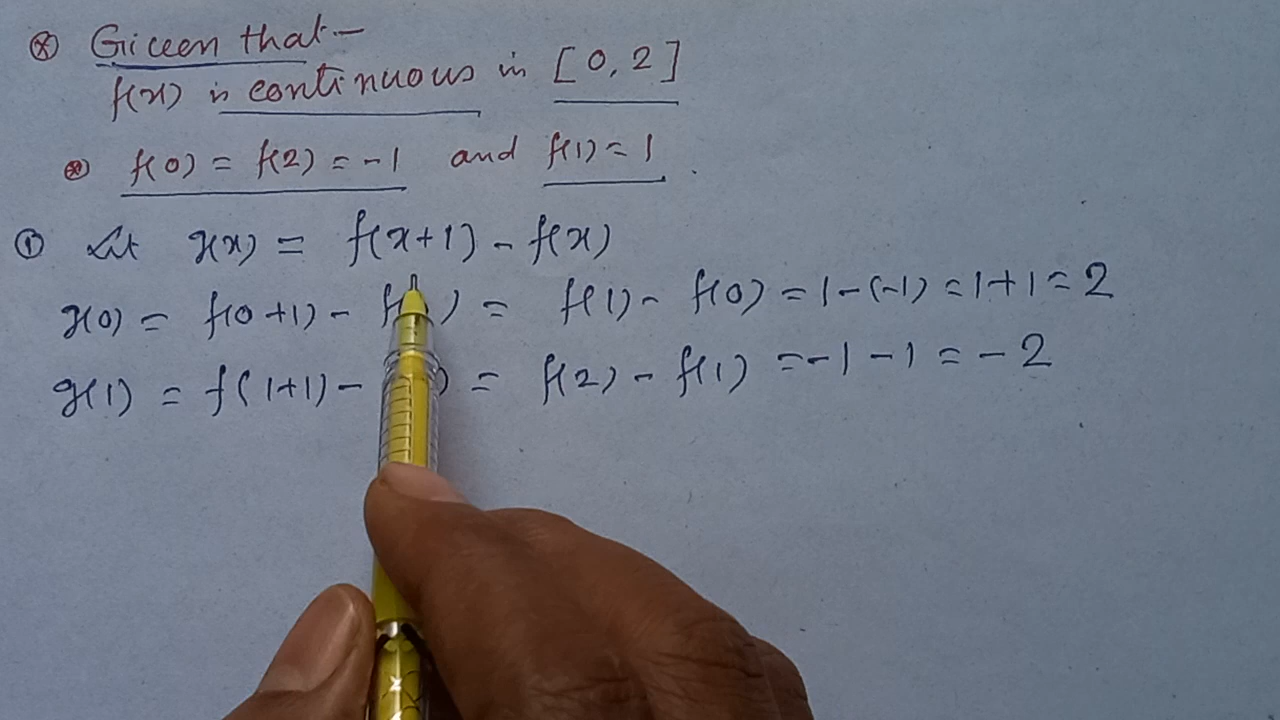 ⊗ Giceen that—
f(x) is continuous in [0, 2]
⊗ f(0) = f(2) = -1 and f(1) = 1.
① Let g(x) = f(x+1) - f(x)
g(0) = f(0+1) - f( ) = f(1) - f(0) = 1-(-1) = 1+1 = 2
g(1) = f(1+1) - ) = f(2) - f(1) = -1 -1 = -2